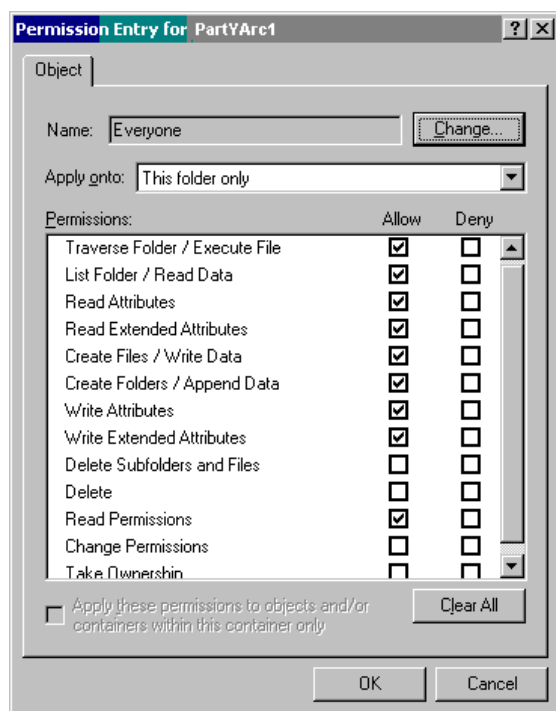 Permission Entry for PartYArc1
Object
Name: Everyone Change...
Apply onto: This folder only
Permissions: Allow Deny
Traverse Folder / Execute File
List Folder / Read Data
Read Attributes
Read Extended Attributes
Create Files / Write Data
Create Folders / Append Data
Write Attributes
Write Extended Attributes
Delete Subfolders and Files
Delete
Read Permissions
Change Permissions
Take Ownership
Apply these permissions to objects and/or
containers within this container only
Clear All
OK Cancel